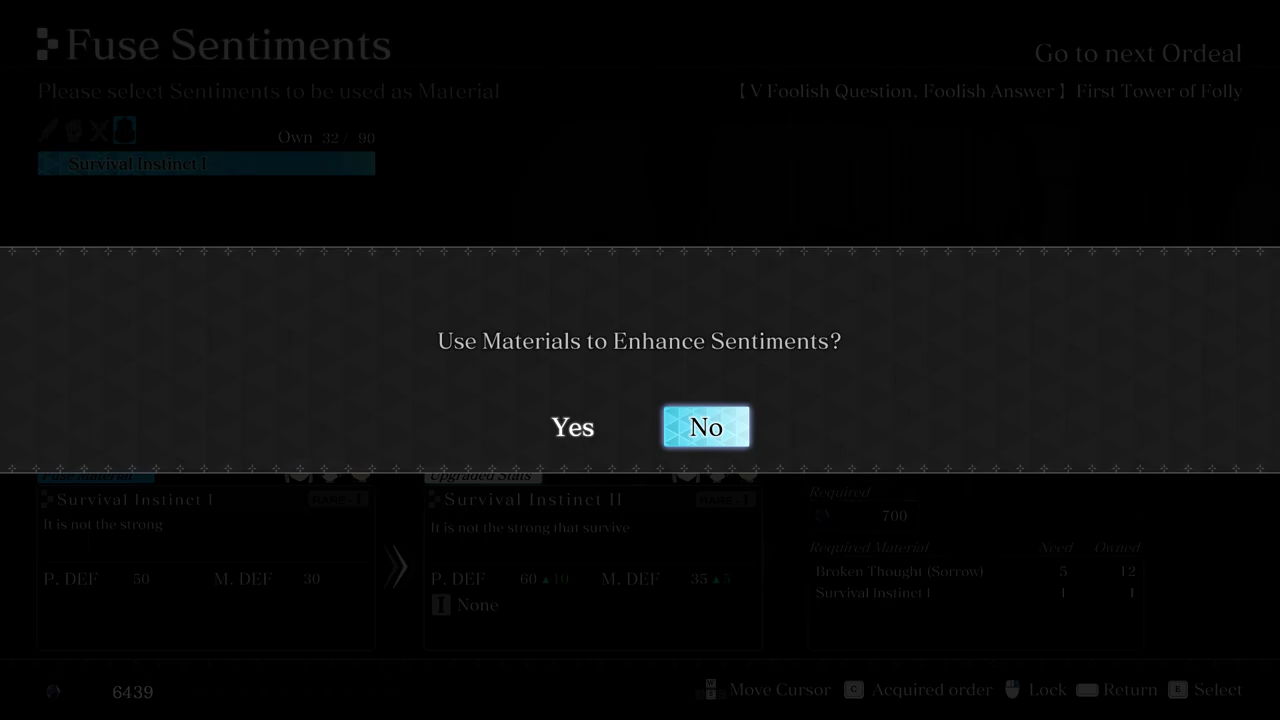 Fuse Sentiments
Go to next Ordeal
Please select Sentiments to be used as Material
【V Foolish Question, Foolish Answer】 First Tower of Folly
Own 32 / 90
Survival Instinct I
Use Materials to Enhance Sentiments?
Yes No
Fuse Material
Upgraded Stats
Survival Instinct I RARE - I
It is not the strong
P. DEF 50 M. DEF 30
Survival Instinct II RARE - I
It is not the strong that survive
P. DEF 60 ▲10 M. DEF 35 ▲5
I None
Required
700
Required Material Need Owned
Broken Thought (Sorrow) 5 12
Survival Instinct I 1 1
6439
W S Move Cursor C Acquired order Lock Return E Select